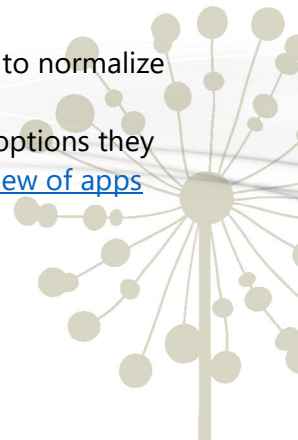 to normalize
options they
ew of apps